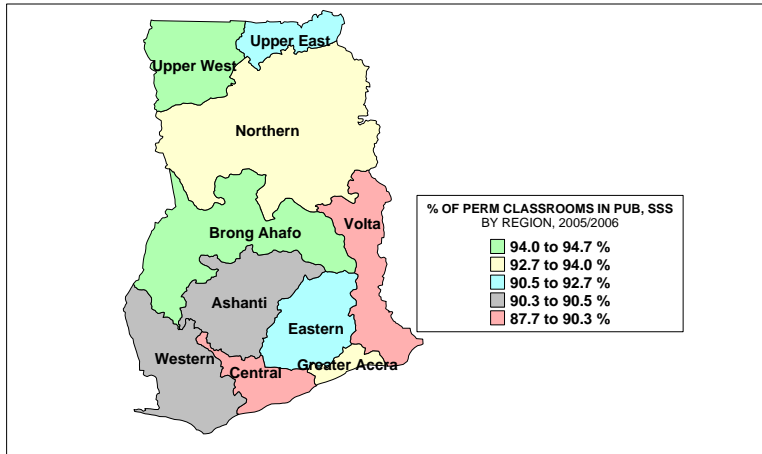 Upper East
Upper West
Northern
Volta
Brong Ahafo
Ashanti
Eastern
Western
Central
Greater Accra
% OF PERM CLASSROOMS IN PUB, SSS
BY REGION, 2005/2006
94.0 to 94.7 %
92.7 to 94.0 %
90.5 to 92.7 %
90.3 to 90.5 %
87.7 to 90.3 %